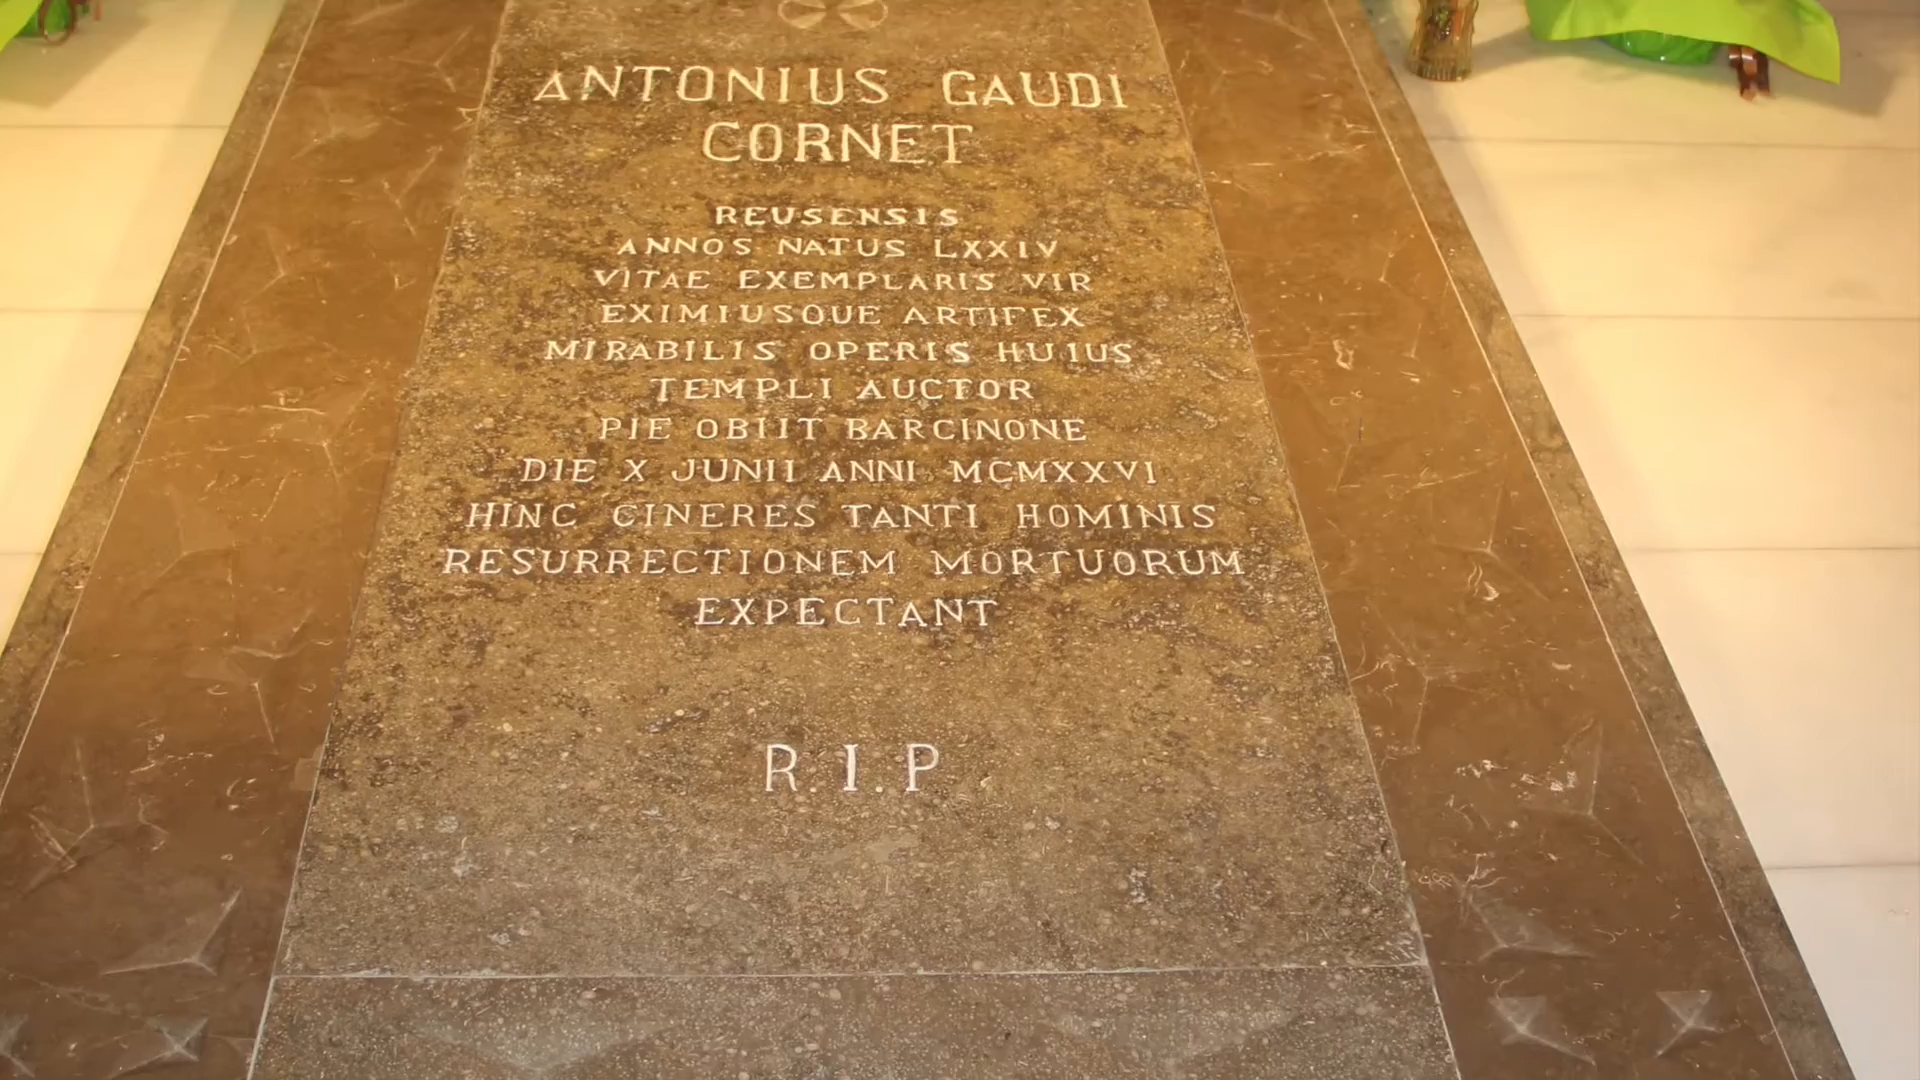 ANTONIUS GAUDI
CORNET
REUSENSIS
ANNOS NATUS LXXIV
VITAE EXEMPLARIS VIR
EXIMIUSQUE ARTIFEX
MIRABILIS OPERIS HUIUS
TEMPLI AUCTOR
PIE OBIIT BARCINONE
DIE X JUNII ANNI MCMXXVI
HINC CINERES TANTI HOMINIS
RESURRECTIONEM MORTUORUM
EXPECTANT
R.I.P